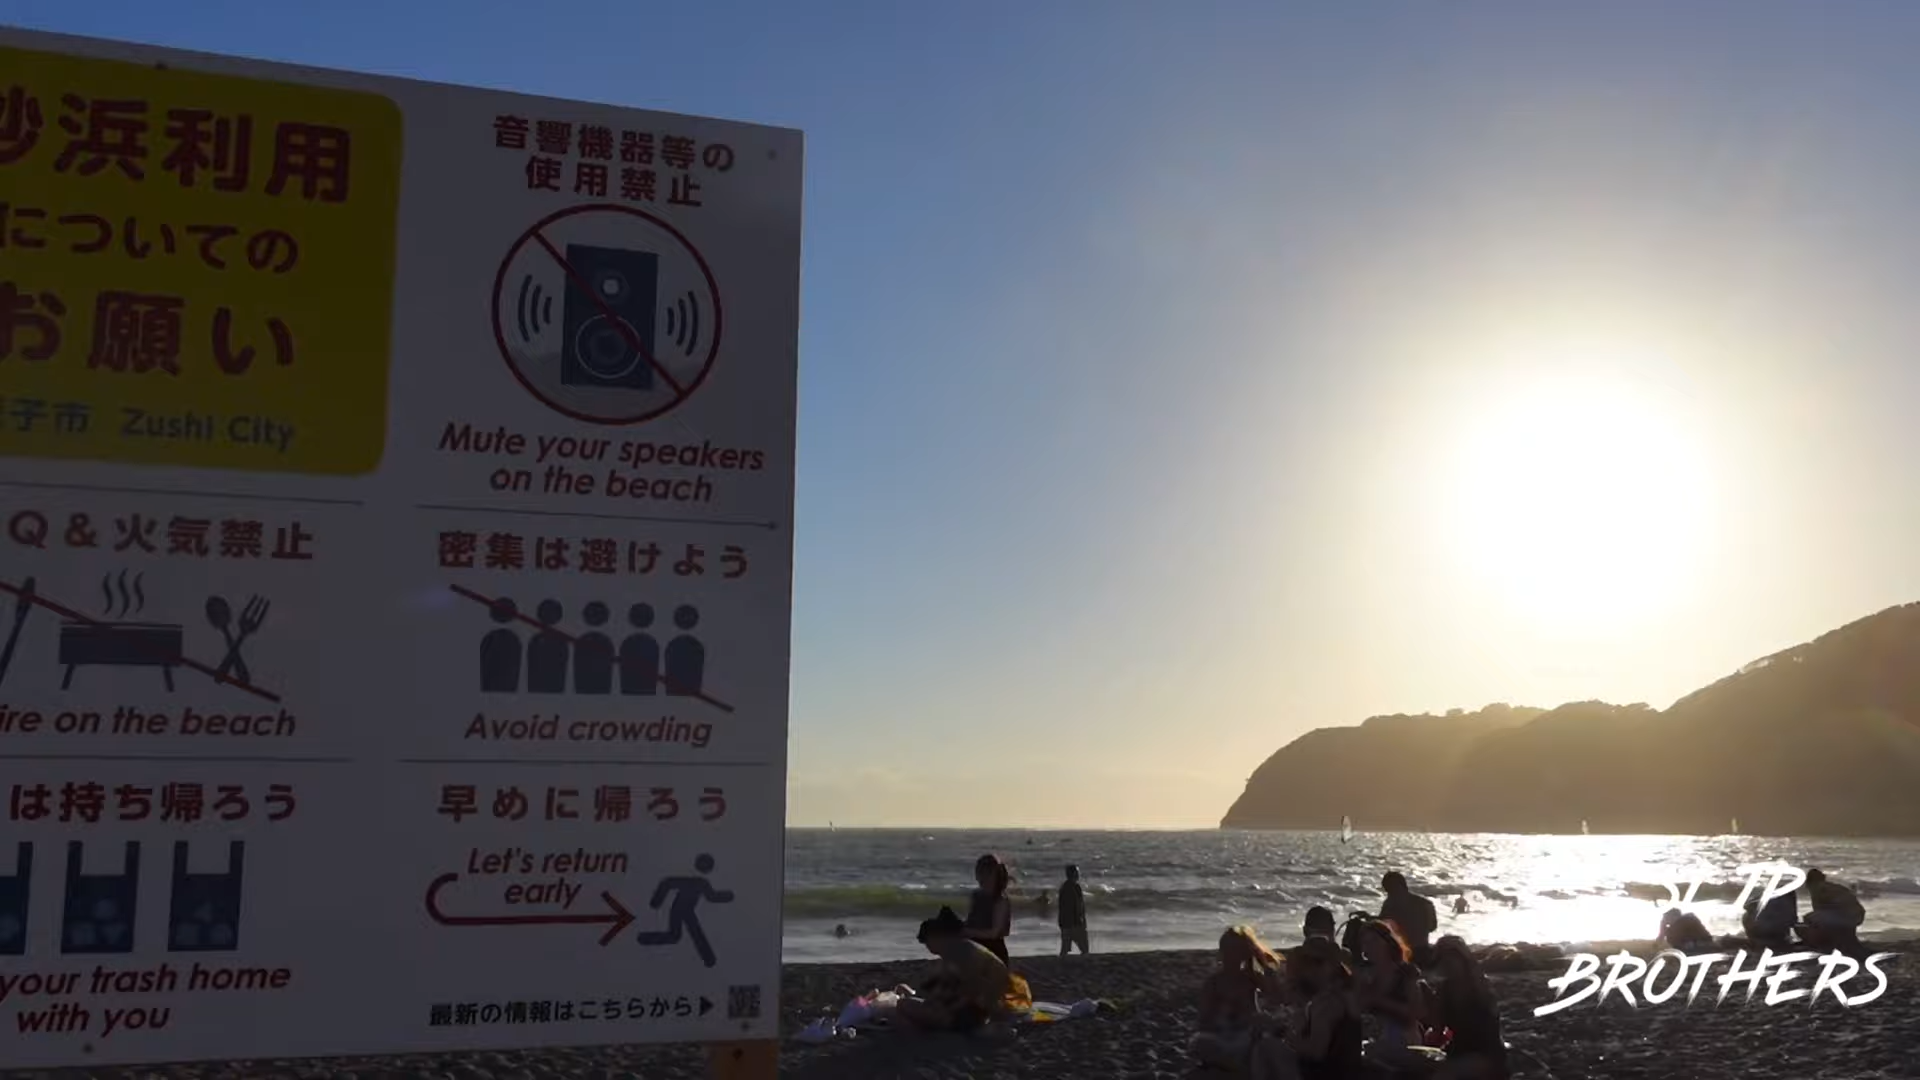 砂浜利用
についての
お願い
子市 Zushi City
音響機器等の
使用禁止
Mute your speakers
on the beach
Q & 火気禁止
ire on the beach
密集は避けよう
Avoid crowding
は持ち帰ろう
your trash home
with you
早めに帰ろう
Let's return
early
最新の情報はこちらから▶
SLIP
BROTHERS